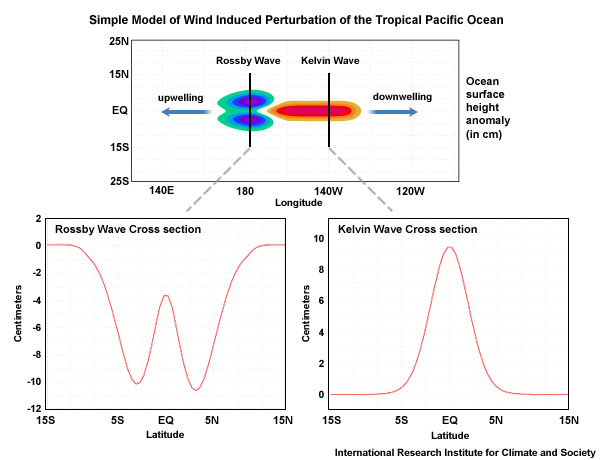 Simple Model of Wind Induced Perturbation of the Tropical Pacific Ocean
25N
15N
EQ
15S
25S
Rossby Wave
Kelvin Wave
upwelling
downwelling
Ocean
surface
height
anomaly
(in cm)
140E
180
140W
120W
Longitude
Rossby Wave Cross section
Centimeters
2
0
-2
-4
-6
-8
-10
-12
15S
5S
EQ
5N
15N
Latitude
Kelvin Wave Cross section
Centimeters
10
8
6
4
2
0
15S
5S
EQ
5N
15N
Latitude
International Research Institute for Climate and Society